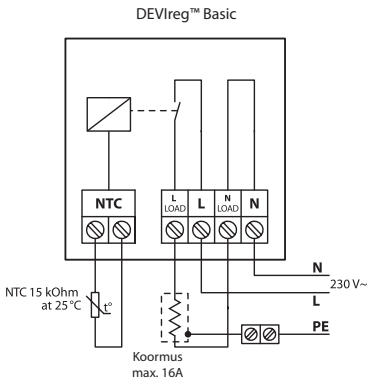 DEVIreg™ Basic
NTC
L
LOAD
L
N
LOAD
N
N
230 V~
L
PE
NTC 15 kOhm
at 25°C
t°
Koormus
max. 16A